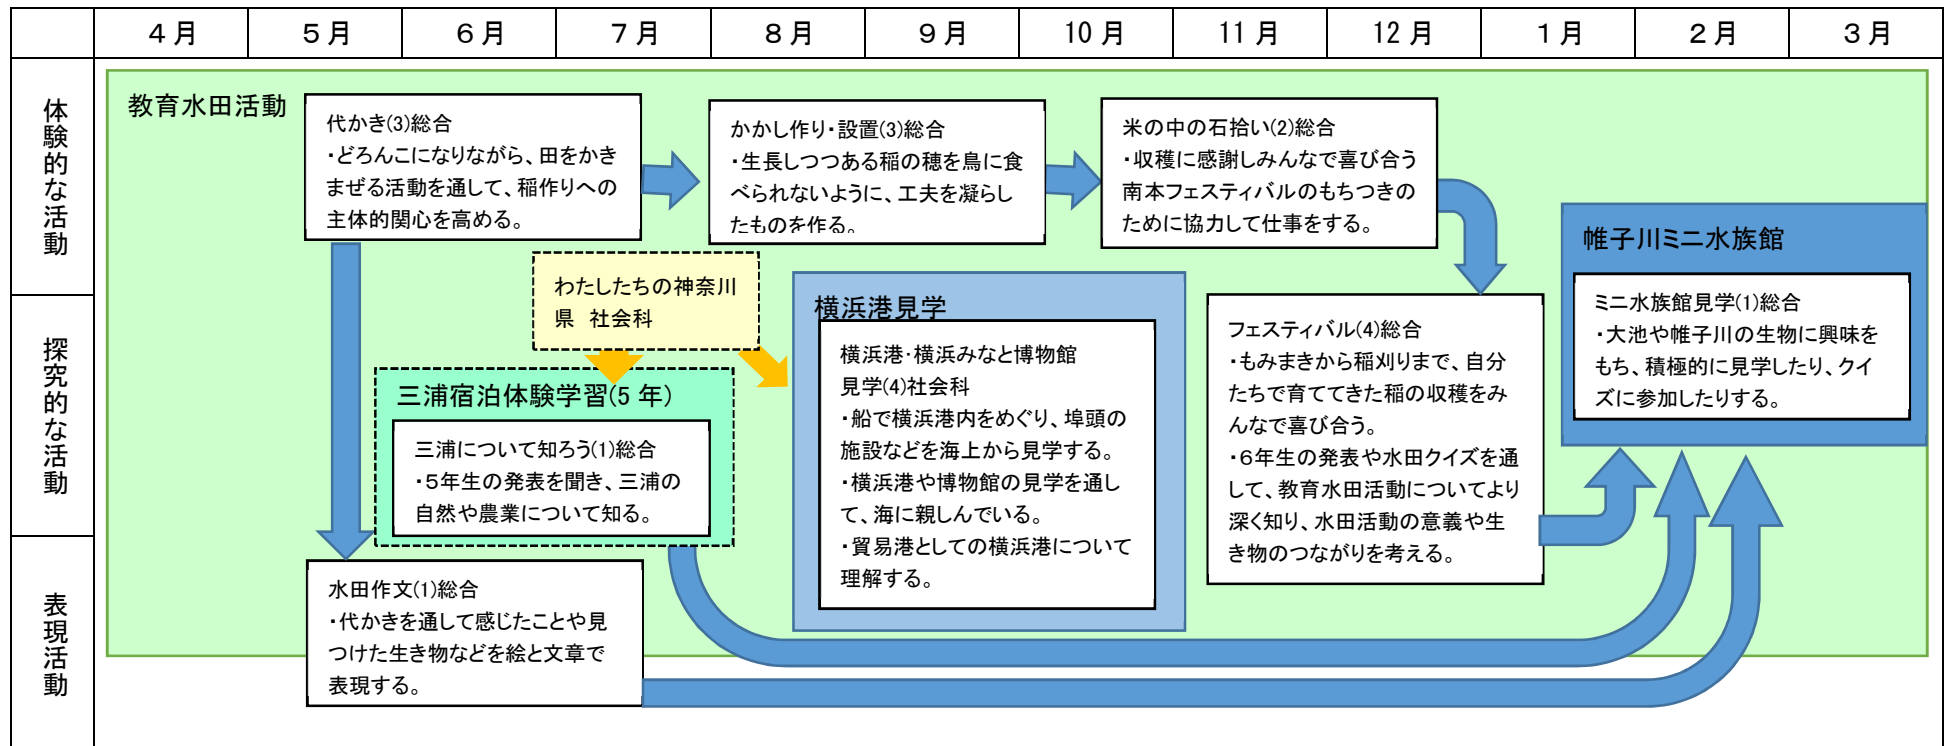 4月 5月 6月 7月 8月 9月 10月 11月 12月 1月 2月 3月
体験的な活動
探究的な活動
表現活動
教育水田活動
代かき(3)総合
・どろんこになりながら、田をかき
まぜる活動を通して、稲作りへの
主体的関心を高める。
かかし作り・設置(3)総合
・生長しつつある稲の穂を鳥に食
べられないように、工夫を凝らし
たものを作る。
米の中の石拾い(2)総合
・収穫に感謝しみんなで喜び合う
南本フェスティバルのもちつきの
ために協力して仕事をする。
わたしたちの神奈川
県 社会科
三浦宿泊体験学習(5年)
三浦について知ろう(1)総合
・5年生の発表を聞き、三浦の
自然や農業について知る。
横浜港見学
横浜港・横浜みなと博物館
見学(4)社会科
・船で横浜港内をめぐり、埠頭の
施設などを海上から見学する。
・横浜港や博物館の見学を通し
て、海に親しんでいる。
・貿易港としての横浜港について
理解する。
フェスティバル(4)総合
・もみまきから稲刈りまで、自分
たちで育ててきた稲の収穫をみ
んなで喜び合う。
・6年生の発表や水田クイズを通
して、教育水田活動についてより
深く知り、水田活動の意義や生
き物のつながりを考える。
帷子川ミニ水族館
ミニ水族館見学(1)総合
・大池や帷子川の生物に興味を
もち、積極的に見学したり、クイ
ズに参加したりする。
水田作文(1)総合
・代かきを通して感じたことや見
つけた生き物などを絵と文章で
表現する。